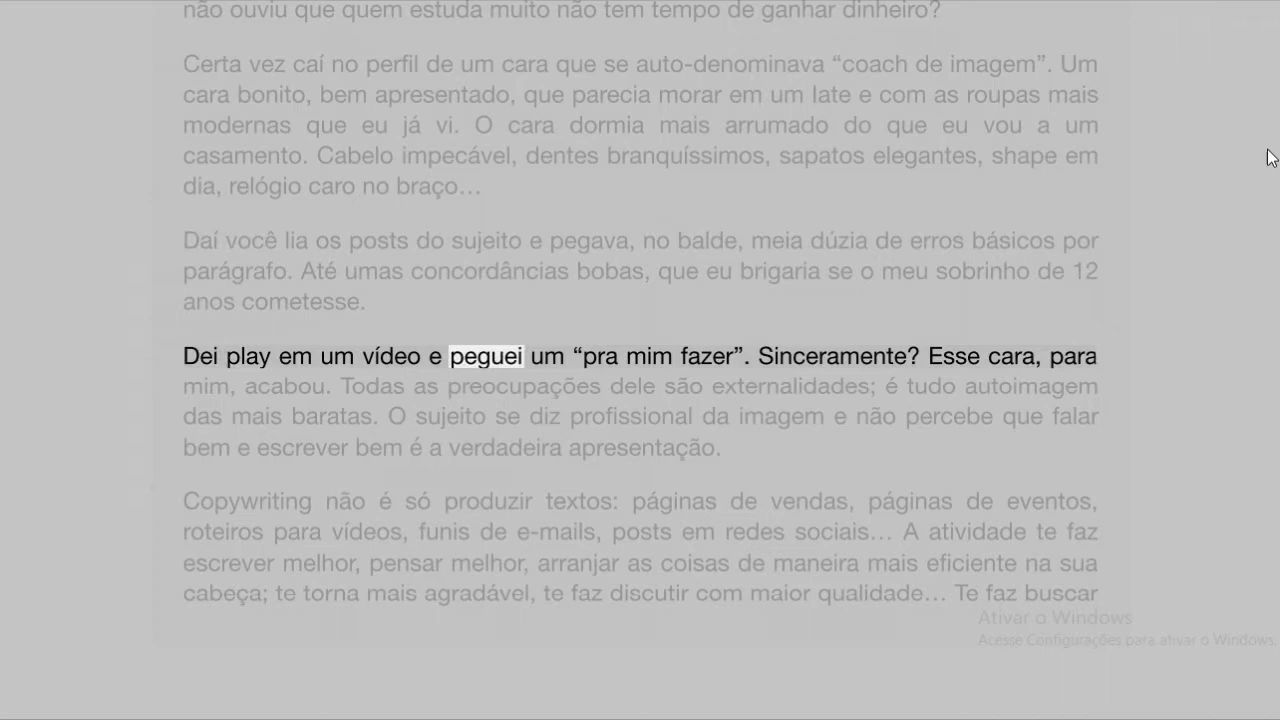 não ouviu que quem estuda muito não tem tempo de ganhar dinheiro?
Certa vez caí no perfil de um cara que se auto-denominava “coach de imagem”. Um
cara bonito, bem apresentado, que parecia morar em um Iate e com as roupas mais
modernas que eu já vi. O cara dormia mais arrumado do que eu vou a um
casamento. Cabelo impecável, dentes branquíssimos, sapatos elegantes, shape em
dia, relógio caro no braço…
Daí você lia os posts do sujeito e pegava, no balde, meia dúzia de erros básicos por
parágrafo. Até umas concordâncias bobas, que eu brigaria se o meu sobrinho de 12
anos cometesse.
Dei play em um vídeo e peguei um “pra mim fazer”. Sinceramente? Esse cara, para
mim, acabou. Todas as preocupações dele são externalidades; é tudo autoimagem
das mais baratas. O sujeito se diz profissional da imagem e não percebe que falar
bem e escrever bem é a verdadeira apresentação.
Copywriting não é só produzir textos: páginas de vendas, páginas de eventos,
roteiros para vídeos, funis de e-mails, posts em redes sociais… A atividade te faz
escrever melhor, pensar melhor, arranjar as coisas de maneira mais eficiente na sua
cabeça; te torna mais agradável, te faz discutir com maior qualidade… Te faz buscar
Ativar o Windows
Acesse Configurações para ativar o Windows.